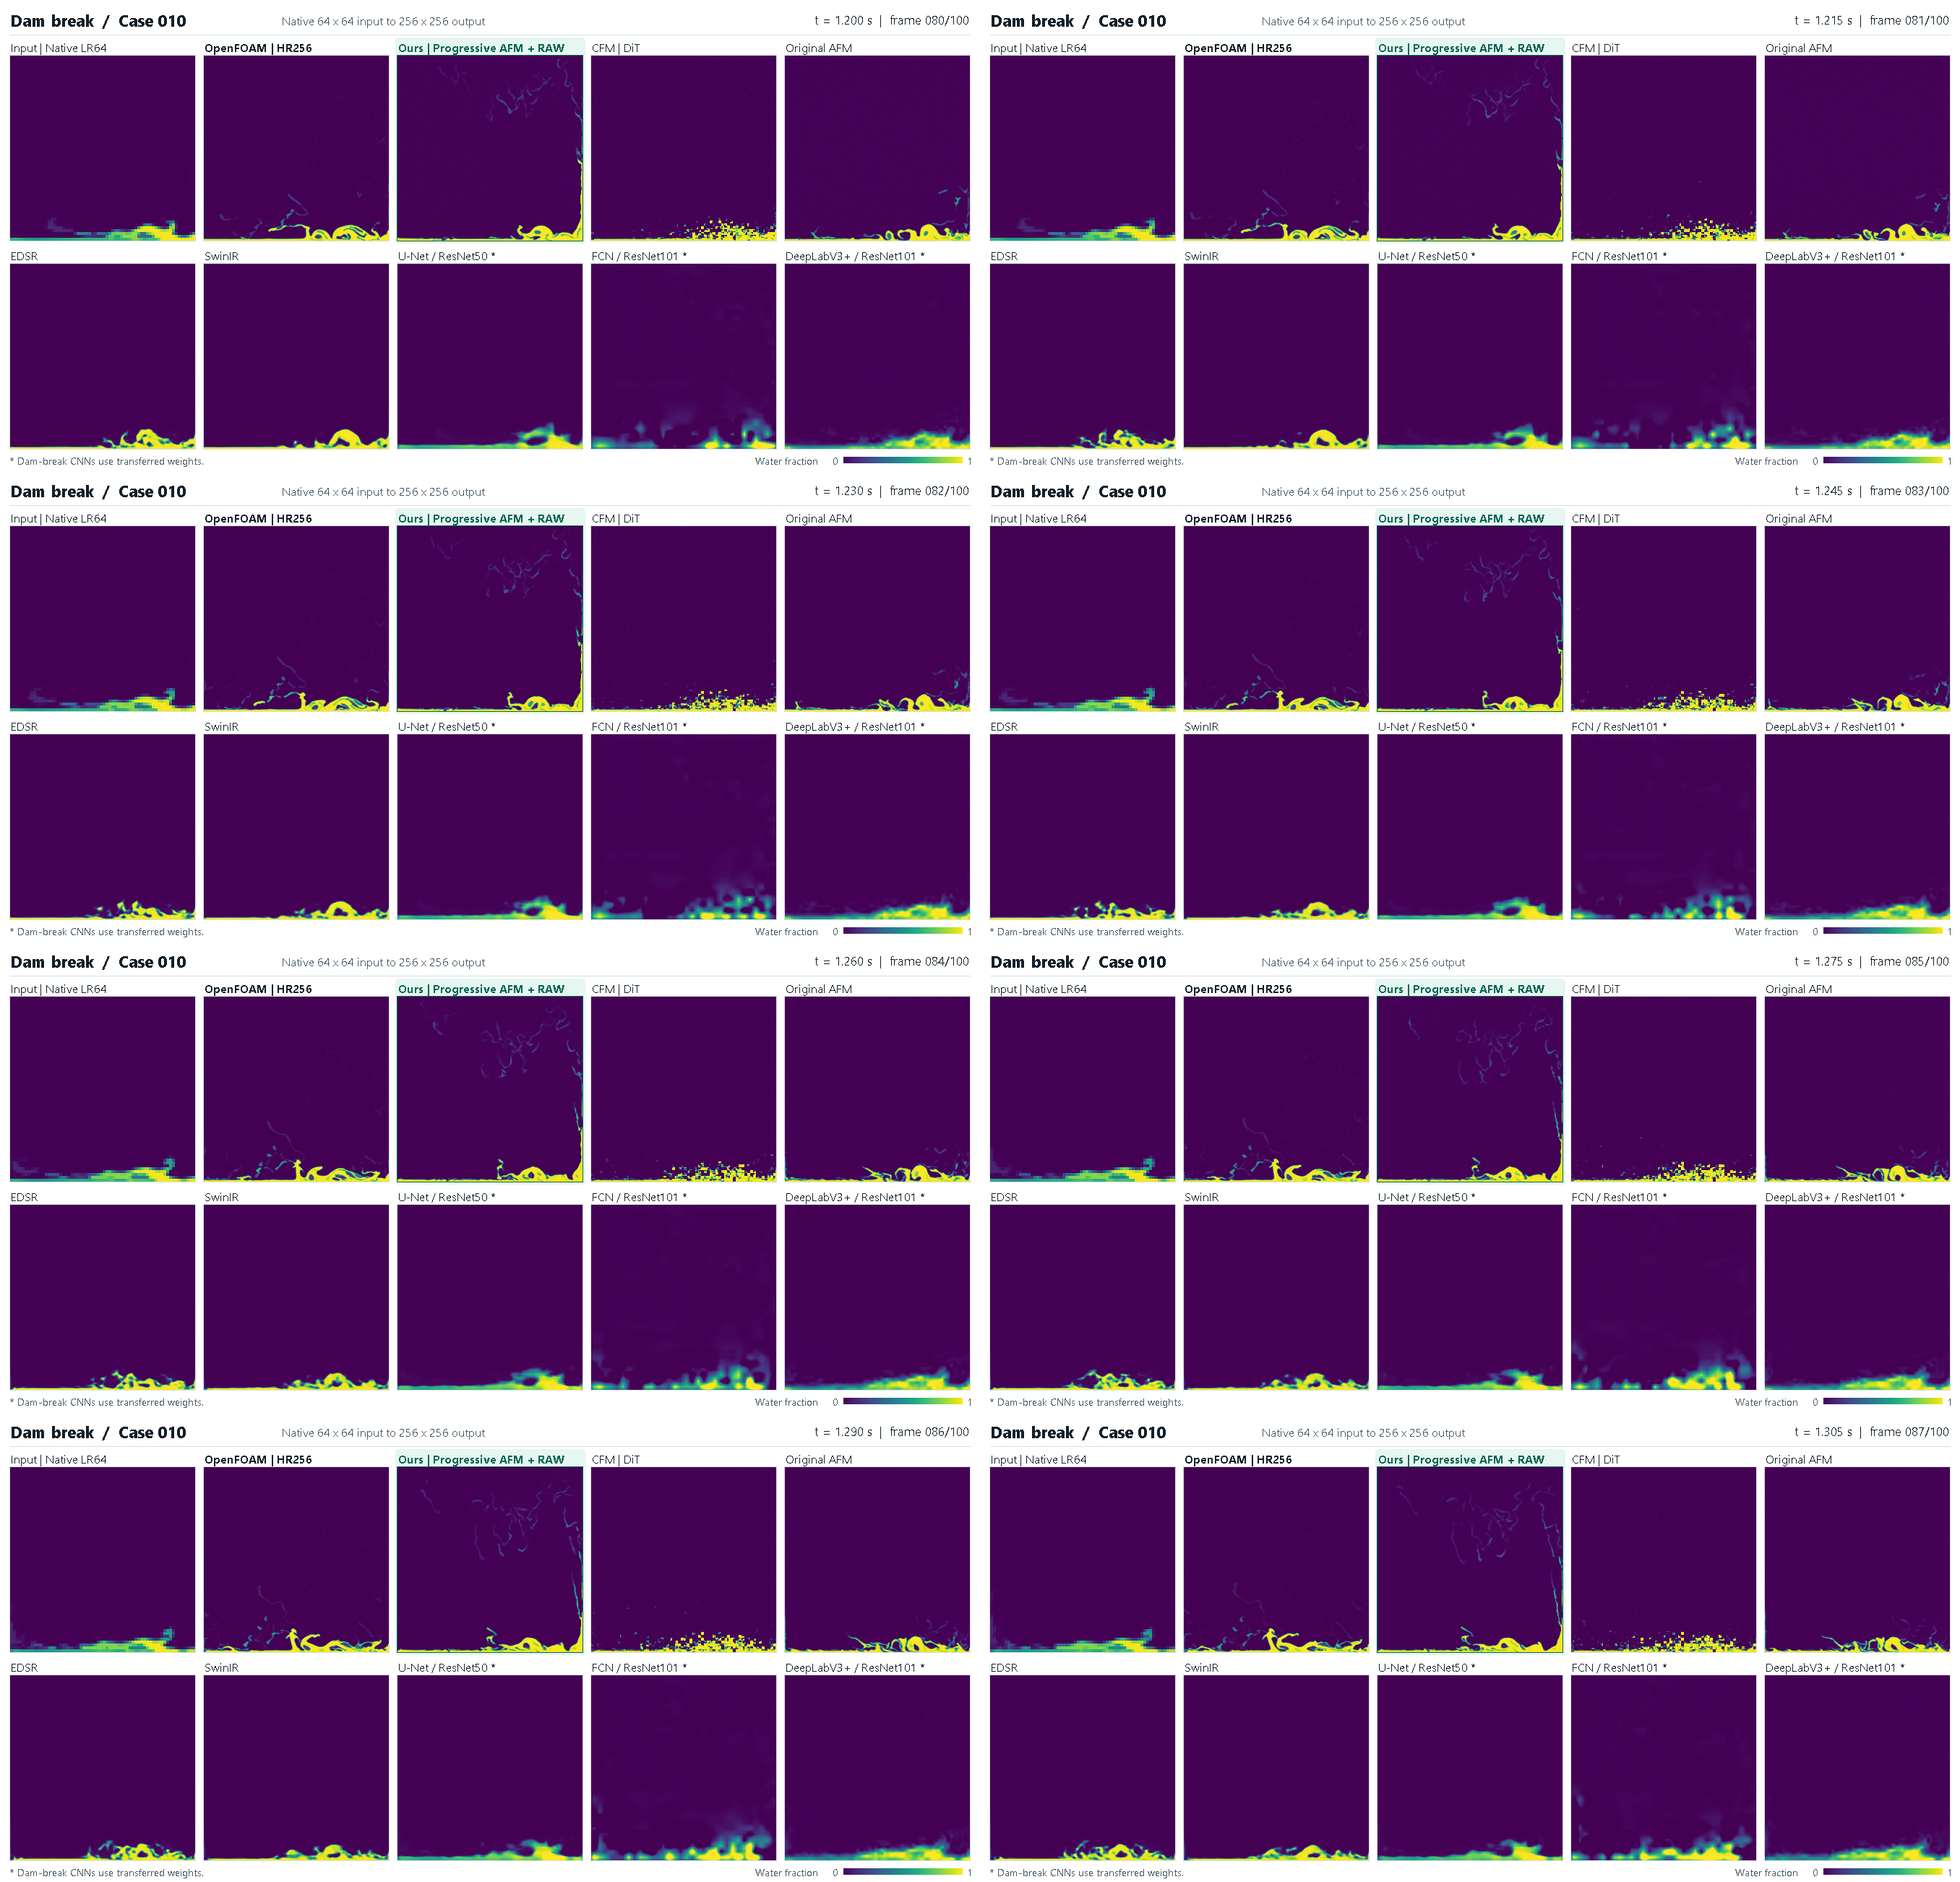 Dam break / Case 010 Native 64 x 64 input to 256 x 256 output t = 1.200 s | frame 080/100
Input | Native LR64 OpenFOAM | HR256 Ours | Progressive AFM + RAW CFM | DiT Original AFM
EDSR SwinIR U-Net / ResNet50 * FCN / ResNet101 * DeepLabV3+ / ResNet101 *
* Dam-break CNNs use transferred weights. Water fraction 0 1
Dam break / Case 010 Native 64 x 64 input to 256 x 256 output t = 1.215 s | frame 081/100
Input | Native LR64 OpenFOAM | HR256 Ours | Progressive AFM + RAW CFM | DiT Original AFM
EDSR SwinIR U-Net / ResNet50 * FCN / ResNet101 * DeepLabV3+ / ResNet101 *
* Dam-break CNNs use transferred weights. Water fraction 0 1
Dam break / Case 010 Native 64 x 64 input to 256 x 256 output t = 1.230 s | frame 082/100
Input | Native LR64 OpenFOAM | HR256 Ours | Progressive AFM + RAW CFM | DiT Original AFM
EDSR SwinIR U-Net / ResNet50 * FCN / ResNet101 * DeepLabV3+ / ResNet101 *
* Dam-break CNNs use transferred weights. Water fraction 0 1
Dam break / Case 010 Native 64 x 64 input to 256 x 256 output t = 1.245 s | frame 083/100
Input | Native LR64 OpenFOAM | HR256 Ours | Progressive AFM + RAW CFM | DiT Original AFM
EDSR SwinIR U-Net / ResNet50 * FCN / ResNet101 * DeepLabV3+ / ResNet101 *
* Dam-break CNNs use transferred weights. Water fraction 0 1
Dam break / Case 010 Native 64 x 64 input to 256 x 256 output t = 1.260 s | frame 084/100
Input | Native LR64 OpenFOAM | HR256 Ours | Progressive AFM + RAW CFM | DiT Original AFM
EDSR SwinIR U-Net / ResNet50 * FCN / ResNet101 * DeepLabV3+ / ResNet101 *
* Dam-break CNNs use transferred weights. Water fraction 0 1
Dam break / Case 010 Native 64 x 64 input to 256 x 256 output t = 1.275 s | frame 085/100
Input | Native LR64 OpenFOAM | HR256 Ours | Progressive AFM + RAW CFM | DiT Original AFM
EDSR SwinIR U-Net / ResNet50 * FCN / ResNet101 * DeepLabV3+ / ResNet101 *
* Dam-break CNNs use transferred weights. Water fraction 0 1
Dam break / Case 010 Native 64 x 64 input to 256 x 256 output t = 1.290 s | frame 086/100
Input | Native LR64 OpenFOAM | HR256 Ours | Progressive AFM + RAW CFM | DiT Original AFM
EDSR SwinIR U-Net / ResNet50 * FCN / ResNet101 * DeepLabV3+ / ResNet101 *
* Dam-break CNNs use transferred weights. Water fraction 0 1
Dam break / Case 010 Native 64 x 64 input to 256 x 256 output t = 1.305 s | frame 087/100
Input | Native LR64 OpenFOAM | HR256 Ours | Progressive AFM + RAW CFM | DiT Original AFM
EDSR SwinIR U-Net / ResNet50 * FCN / ResNet101 * DeepLabV3+ / ResNet101 *
* Dam-break CNNs use transferred weights. Water fraction 0 1